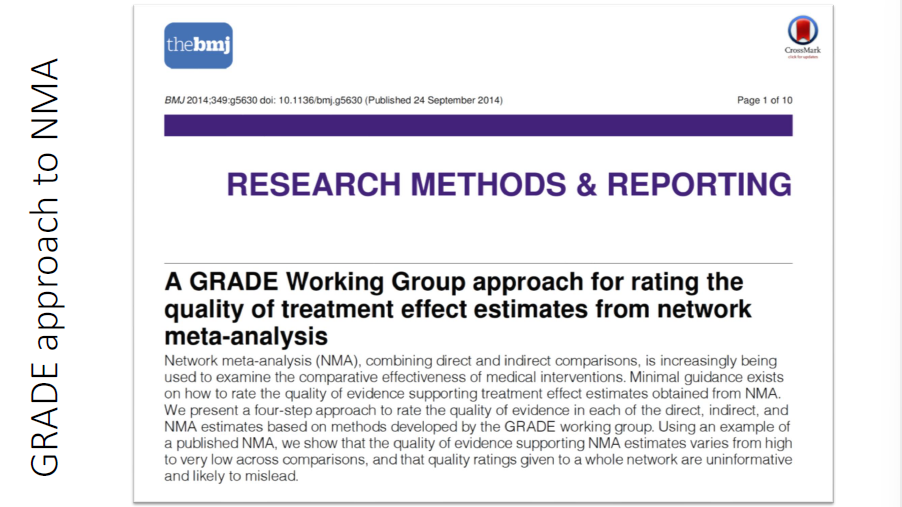 GRADE approach to NMA
thebmj
CrossMark
click for updates
BMJ 2014;349:g5630 doi: 10.1136/bmj.g5630 (Published 24 September 2014)
Page 1 of 10
RESEARCH METHODS & REPORTING
A GRADE Working Group approach for rating the
quality of treatment effect estimates from network
meta-analysis
Network meta-analysis (NMA), combining direct and indirect comparisons, is increasingly being
used to examine the comparative effectiveness of medical interventions. Minimal guidance exists
on how to rate the quality of evidence supporting treatment effect estimates obtained from NMA.
We present a four-step approach to rate the quality of evidence in each of the direct, indirect, and
NMA estimates based on methods developed by the GRADE working group. Using an example of
a published NMA, we show that the quality of evidence supporting NMA estimates varies from high
to very low across comparisons, and that quality ratings given to a whole network are uninformative
and likely to mislead.